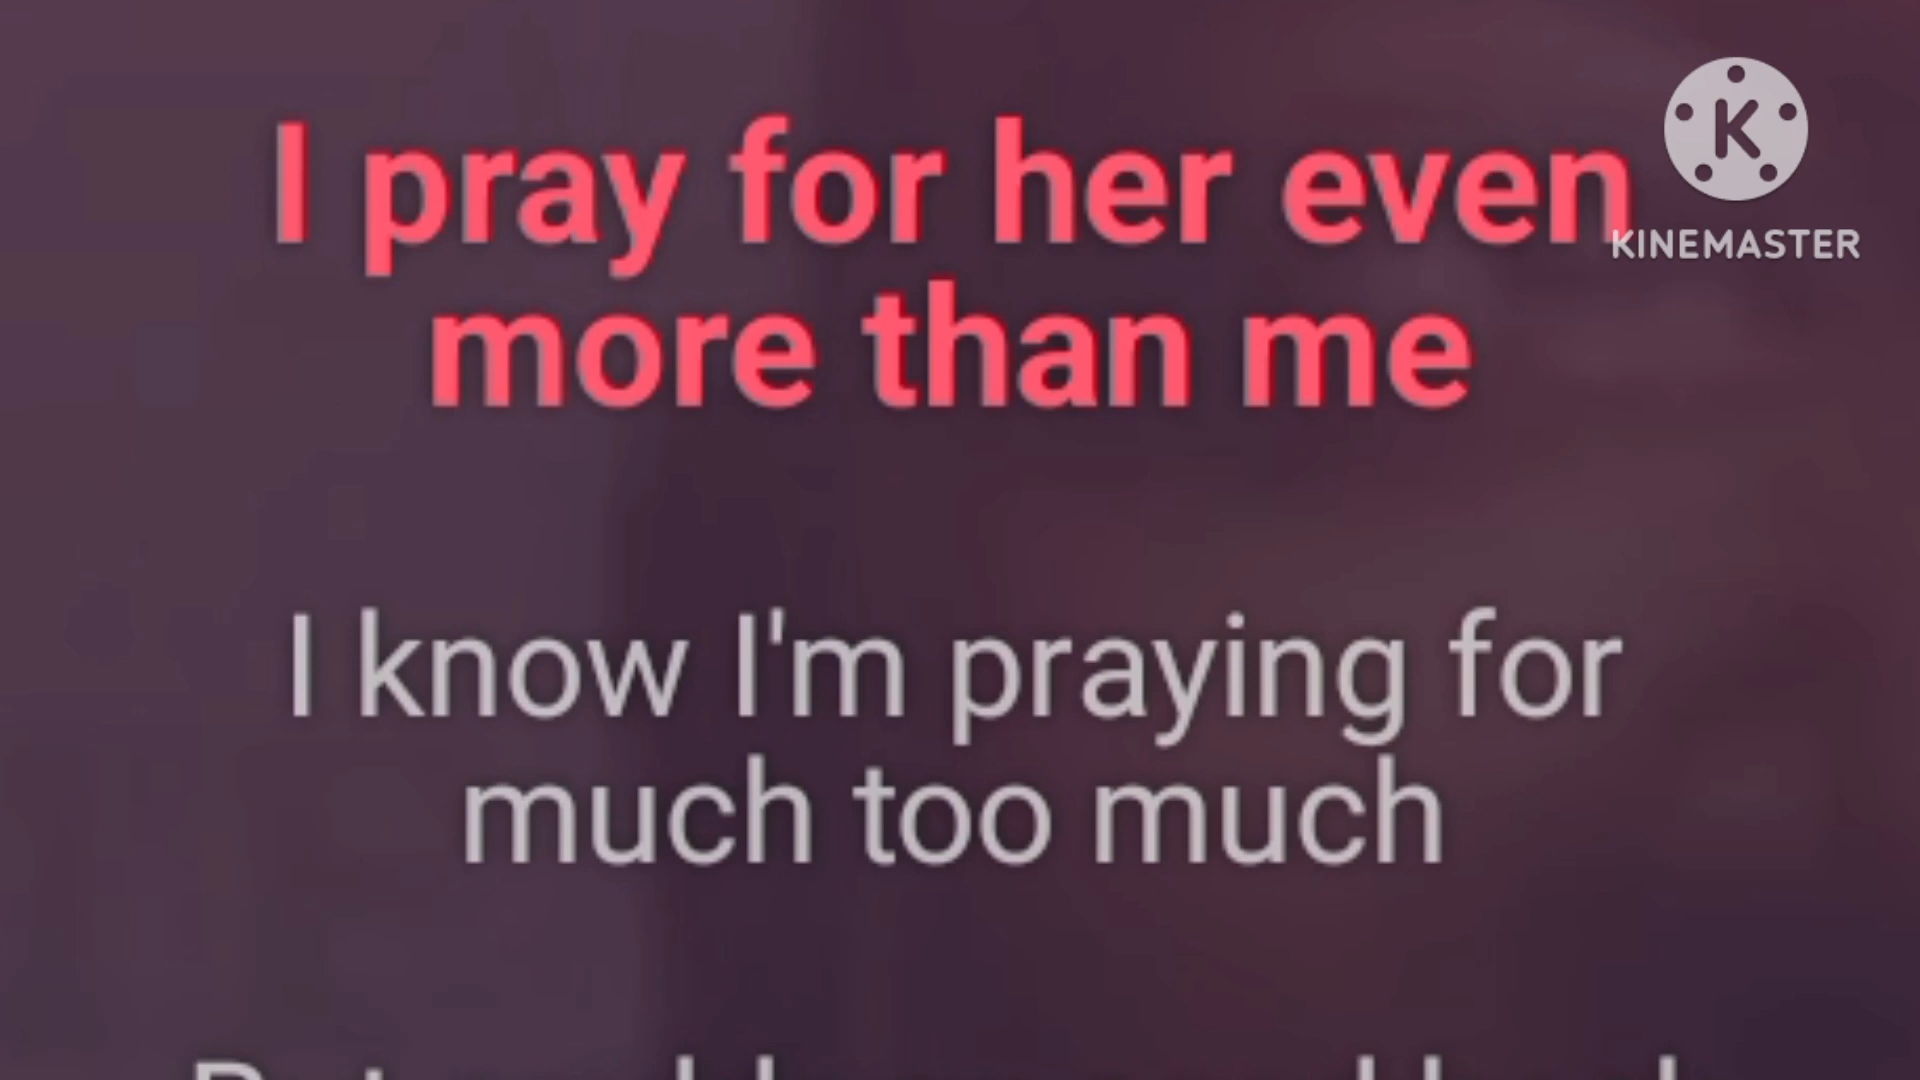 I pray for her even
more than me
K
KINEMASTER
I know I'm praying for
much too much